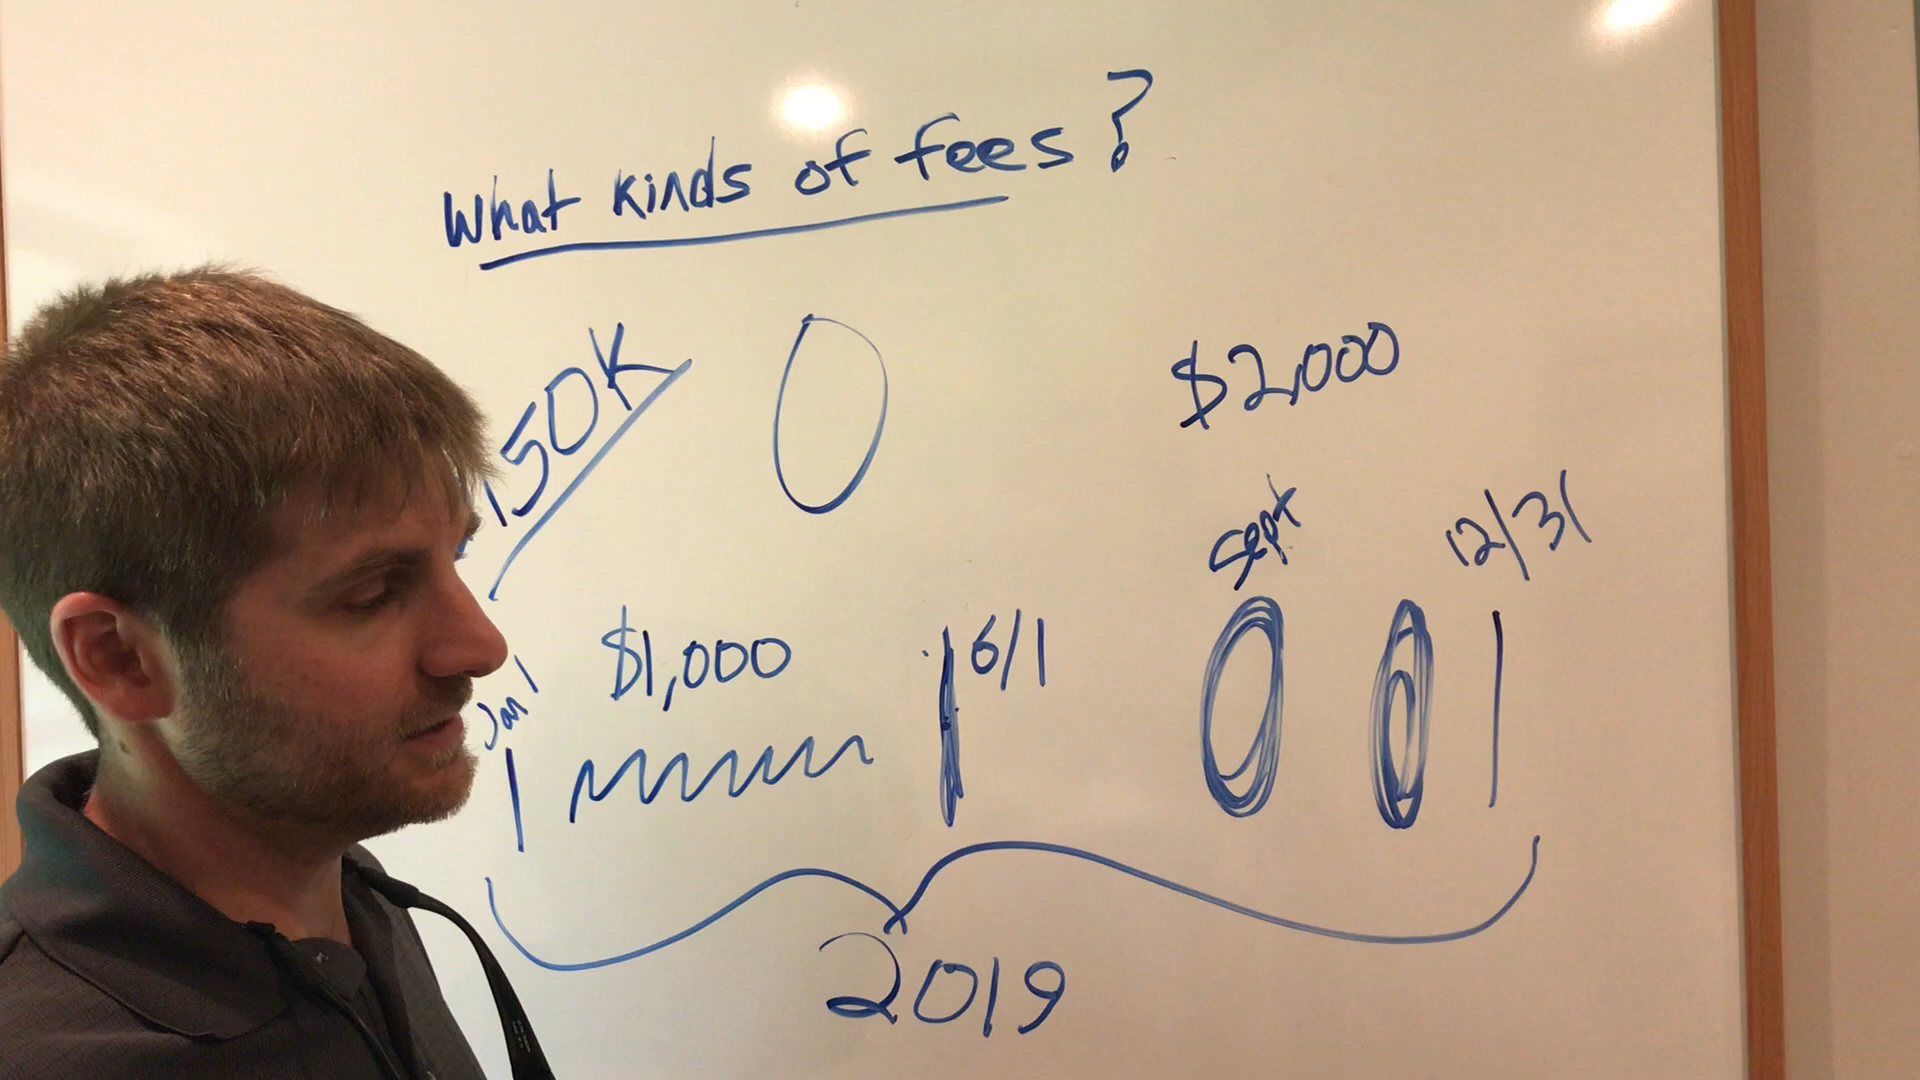 What kinds of fees?
150K
$2,000
Sept
12/31
$1,000
6/1
Jan 1
2019